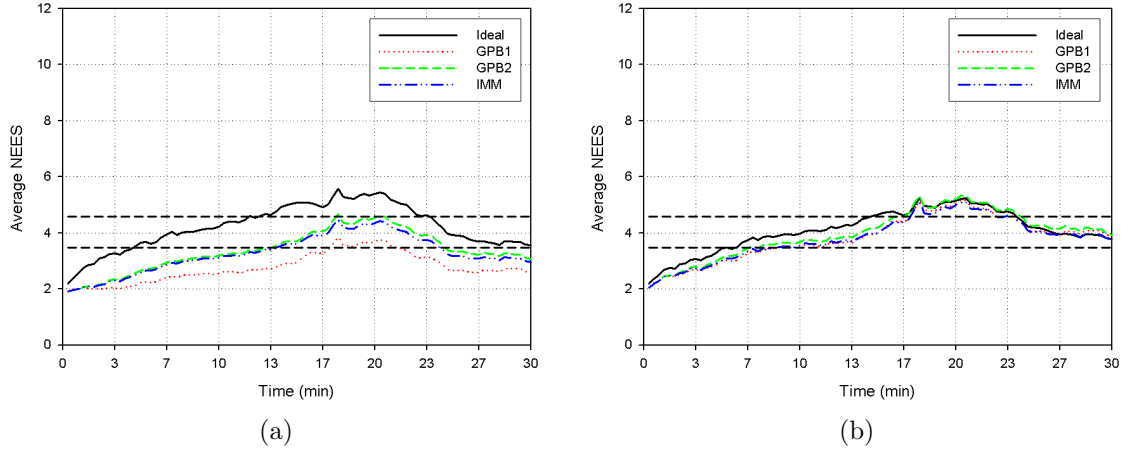 12
10
8
6
4
2
0
Average NEES
Ideal
GPB1
GPB2
IMM
0 3 7 10 13 17 20 23 27 30
Time (min)
(a)
12
10
8
6
4
2
0
Average NEES
Ideal
GPB1
GPB2
IMM
0 3 7 10 13 17 20 23 27 30
Time (min)
(b)